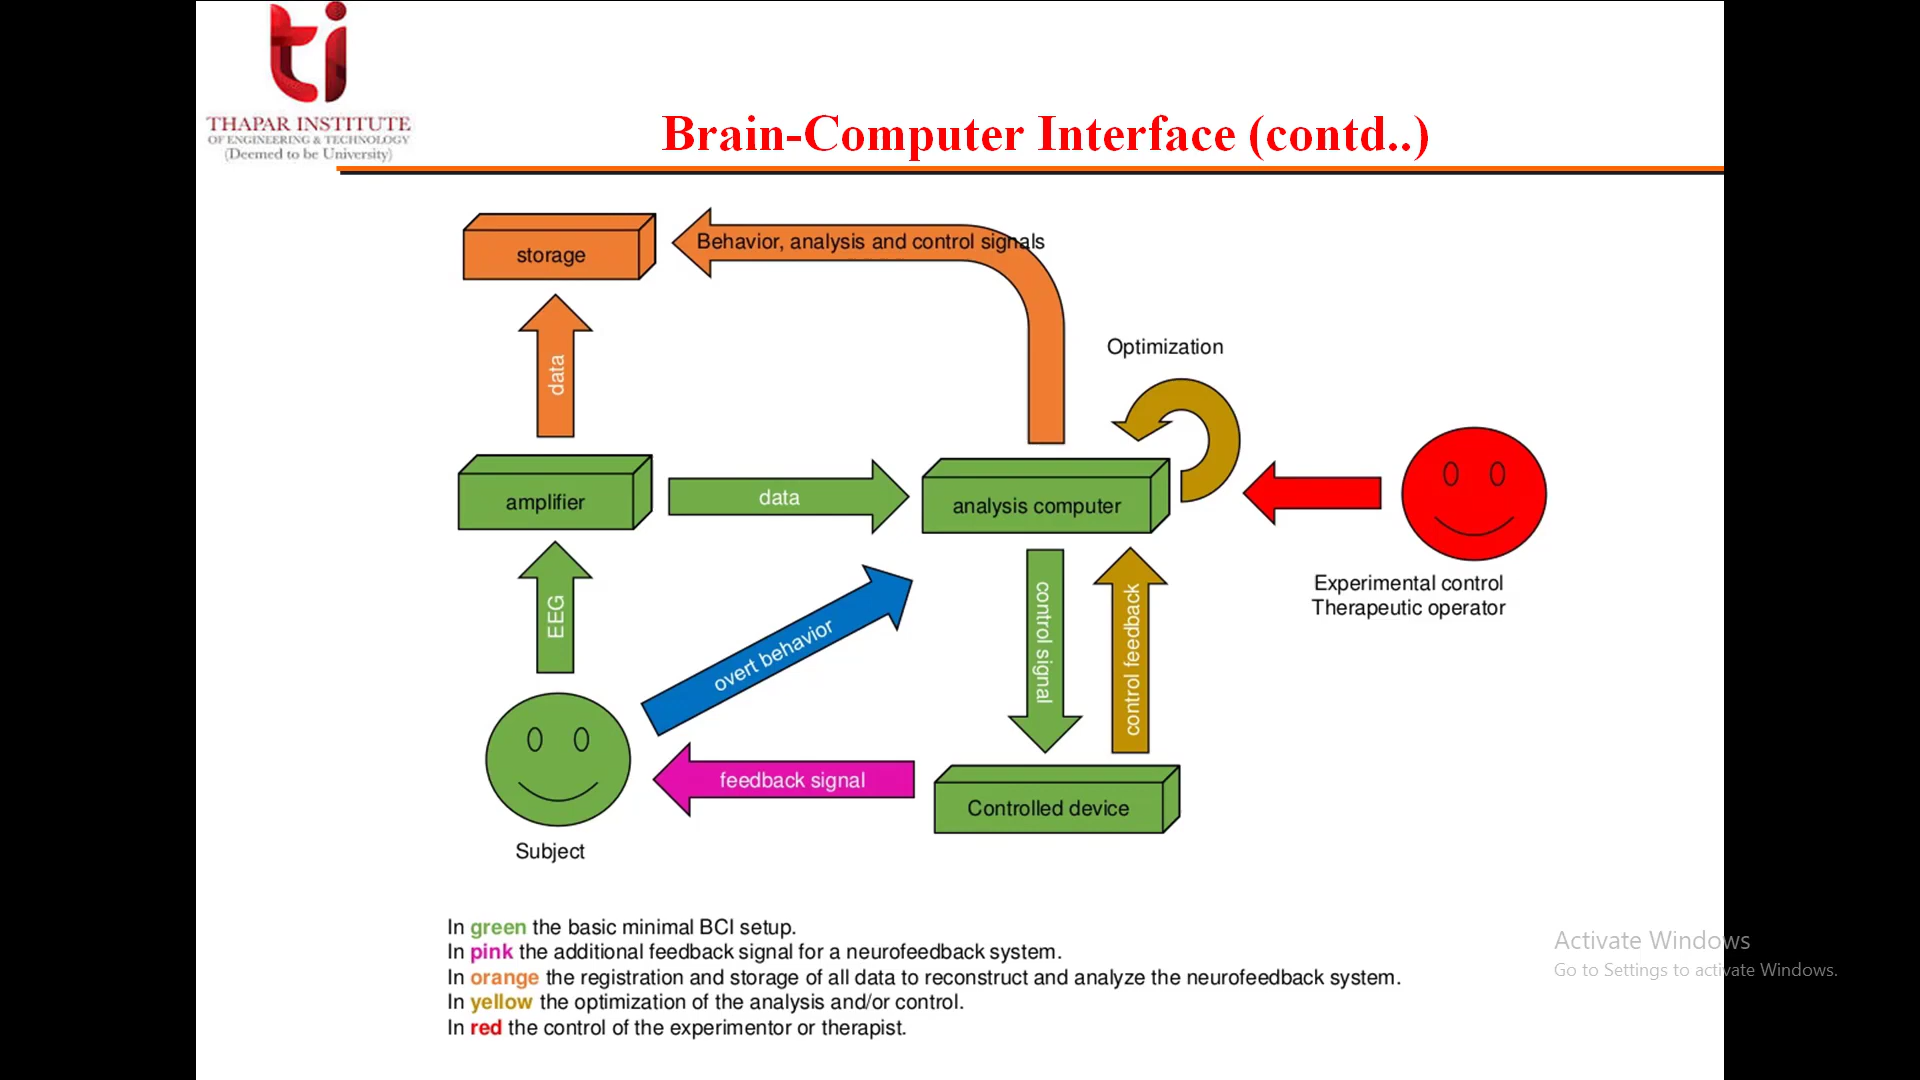 THAPAR INSTITUTE
OF ENGINEERING & TECHNOLOGY
(Deemed to be University)
Brain-Computer Interface (contd..)
storage
Behavior, analysis and control signals
data
Optimization
amplifier
data
analysis computer
Experimental control
Therapeutic operator
EEG
overt behavior
control signal
control feedback
feedback signal
Controlled device
Subject
In green the basic minimal BCI setup.
In pink the additional feedback signal for a neurofeedback system.
In orange the registration and storage of all data to reconstruct and analyze the neurofeedback system.
In yellow the optimization of the analysis and/or control.
In red the control of the experimentor or therapist.
Activate Windows
Go to Settings to activate Windows.